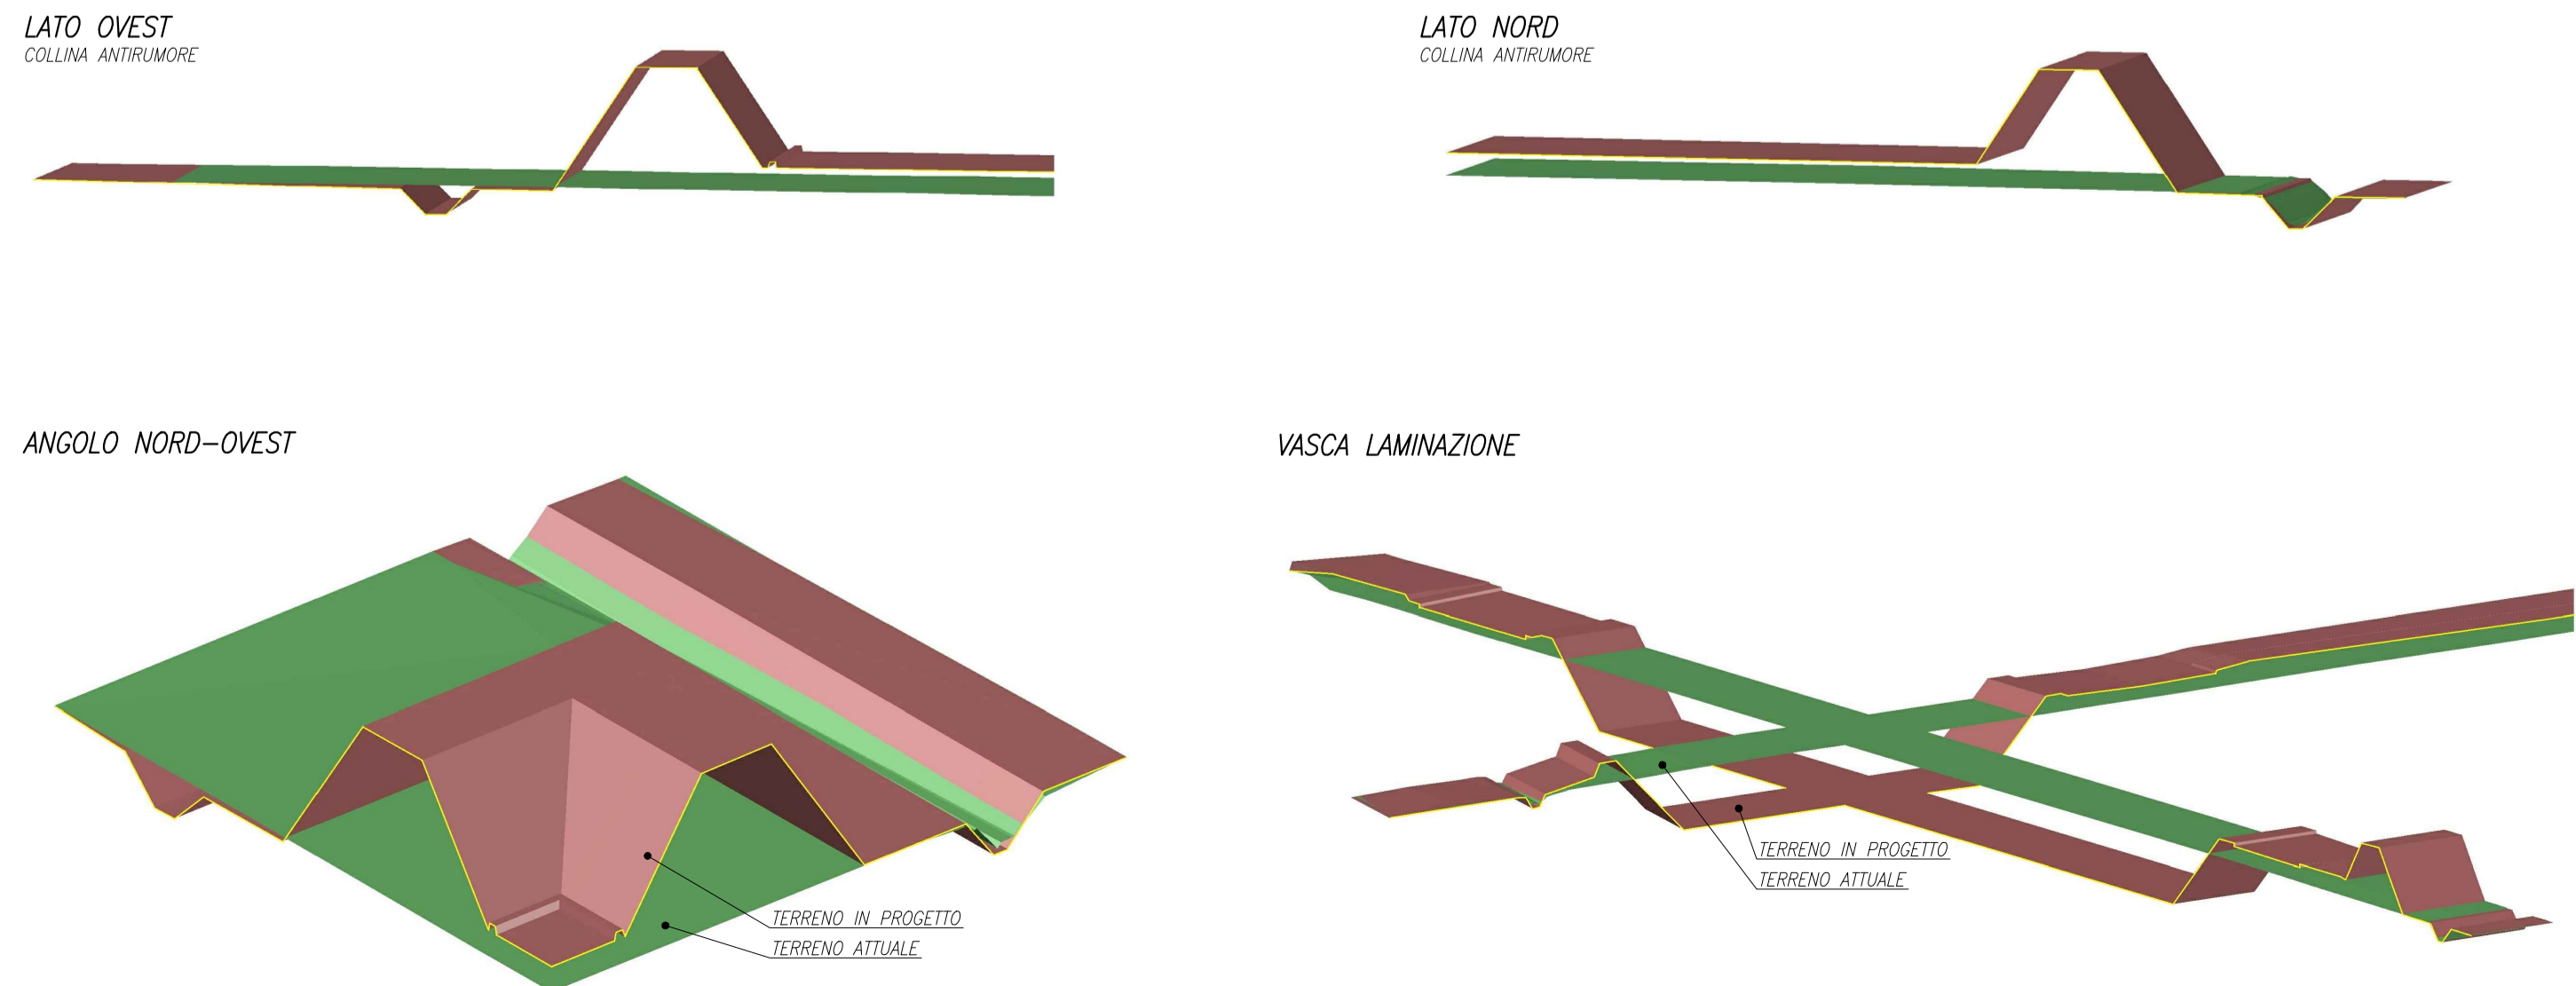 LATO OVEST
COLLINA ANTIRUMORE
LATO NORD
COLLINA ANTIRUMORE
ANGOLO NORD-OVEST
VASCA LAMINAZIONE
TERRENO IN PROGETTO
TERRENO ATTUALE
TERRENO IN PROGETTO
TERRENO ATTUALE